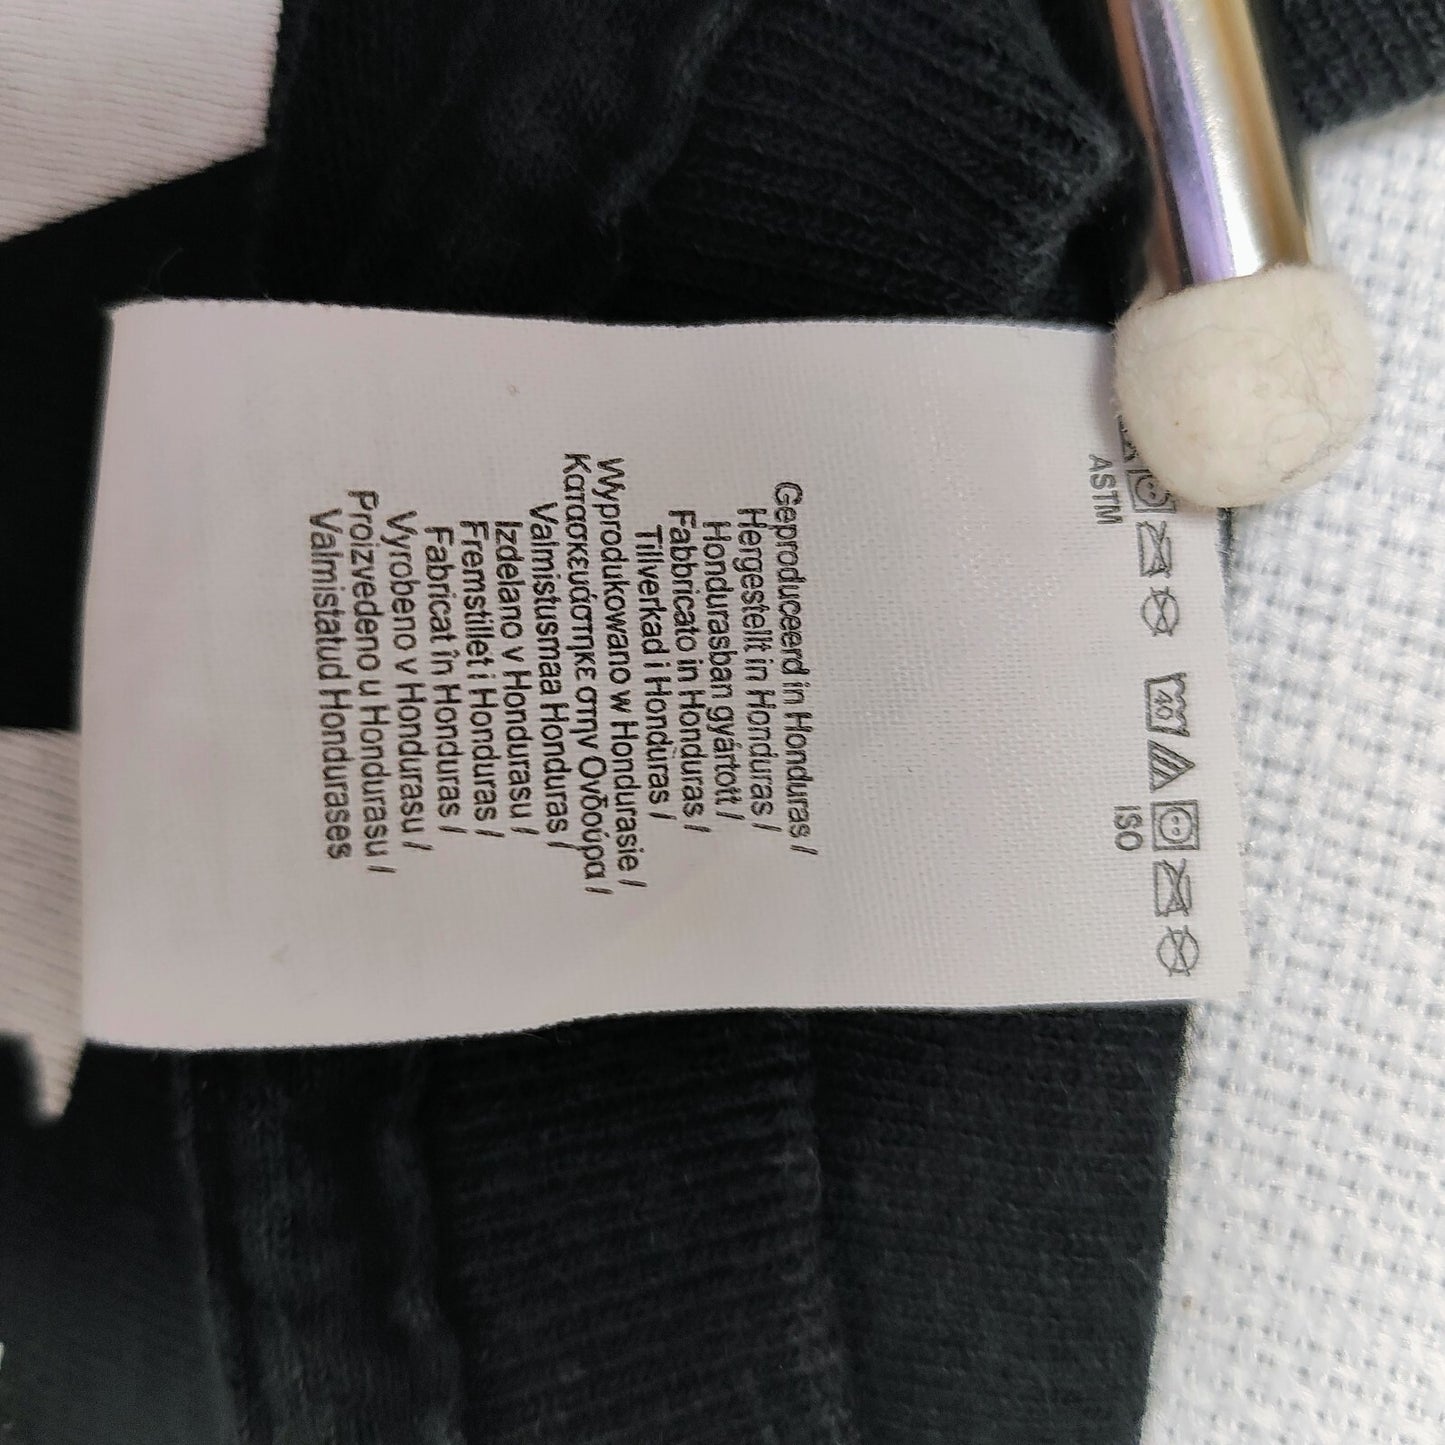 ASTM
40
ISO
Geproduceerd in Honduras /
Hergestellt in Honduras /
Hondurasban gyártott /
Fabbricato in Honduras /
Tillverkad i Honduras /
Wyprodukowano w Hondurasie /
Κατασκευάστηκε στην Ονδούρα /
Valmistusmaa Honduras /
Izdelano v Hondurasu /
Fremstillet i Honduras /
Fabricat în Honduras /
Vyrobeno v Hondurasu /
Proizvedeno u Hondurasu /
Valmistatud Hondurases